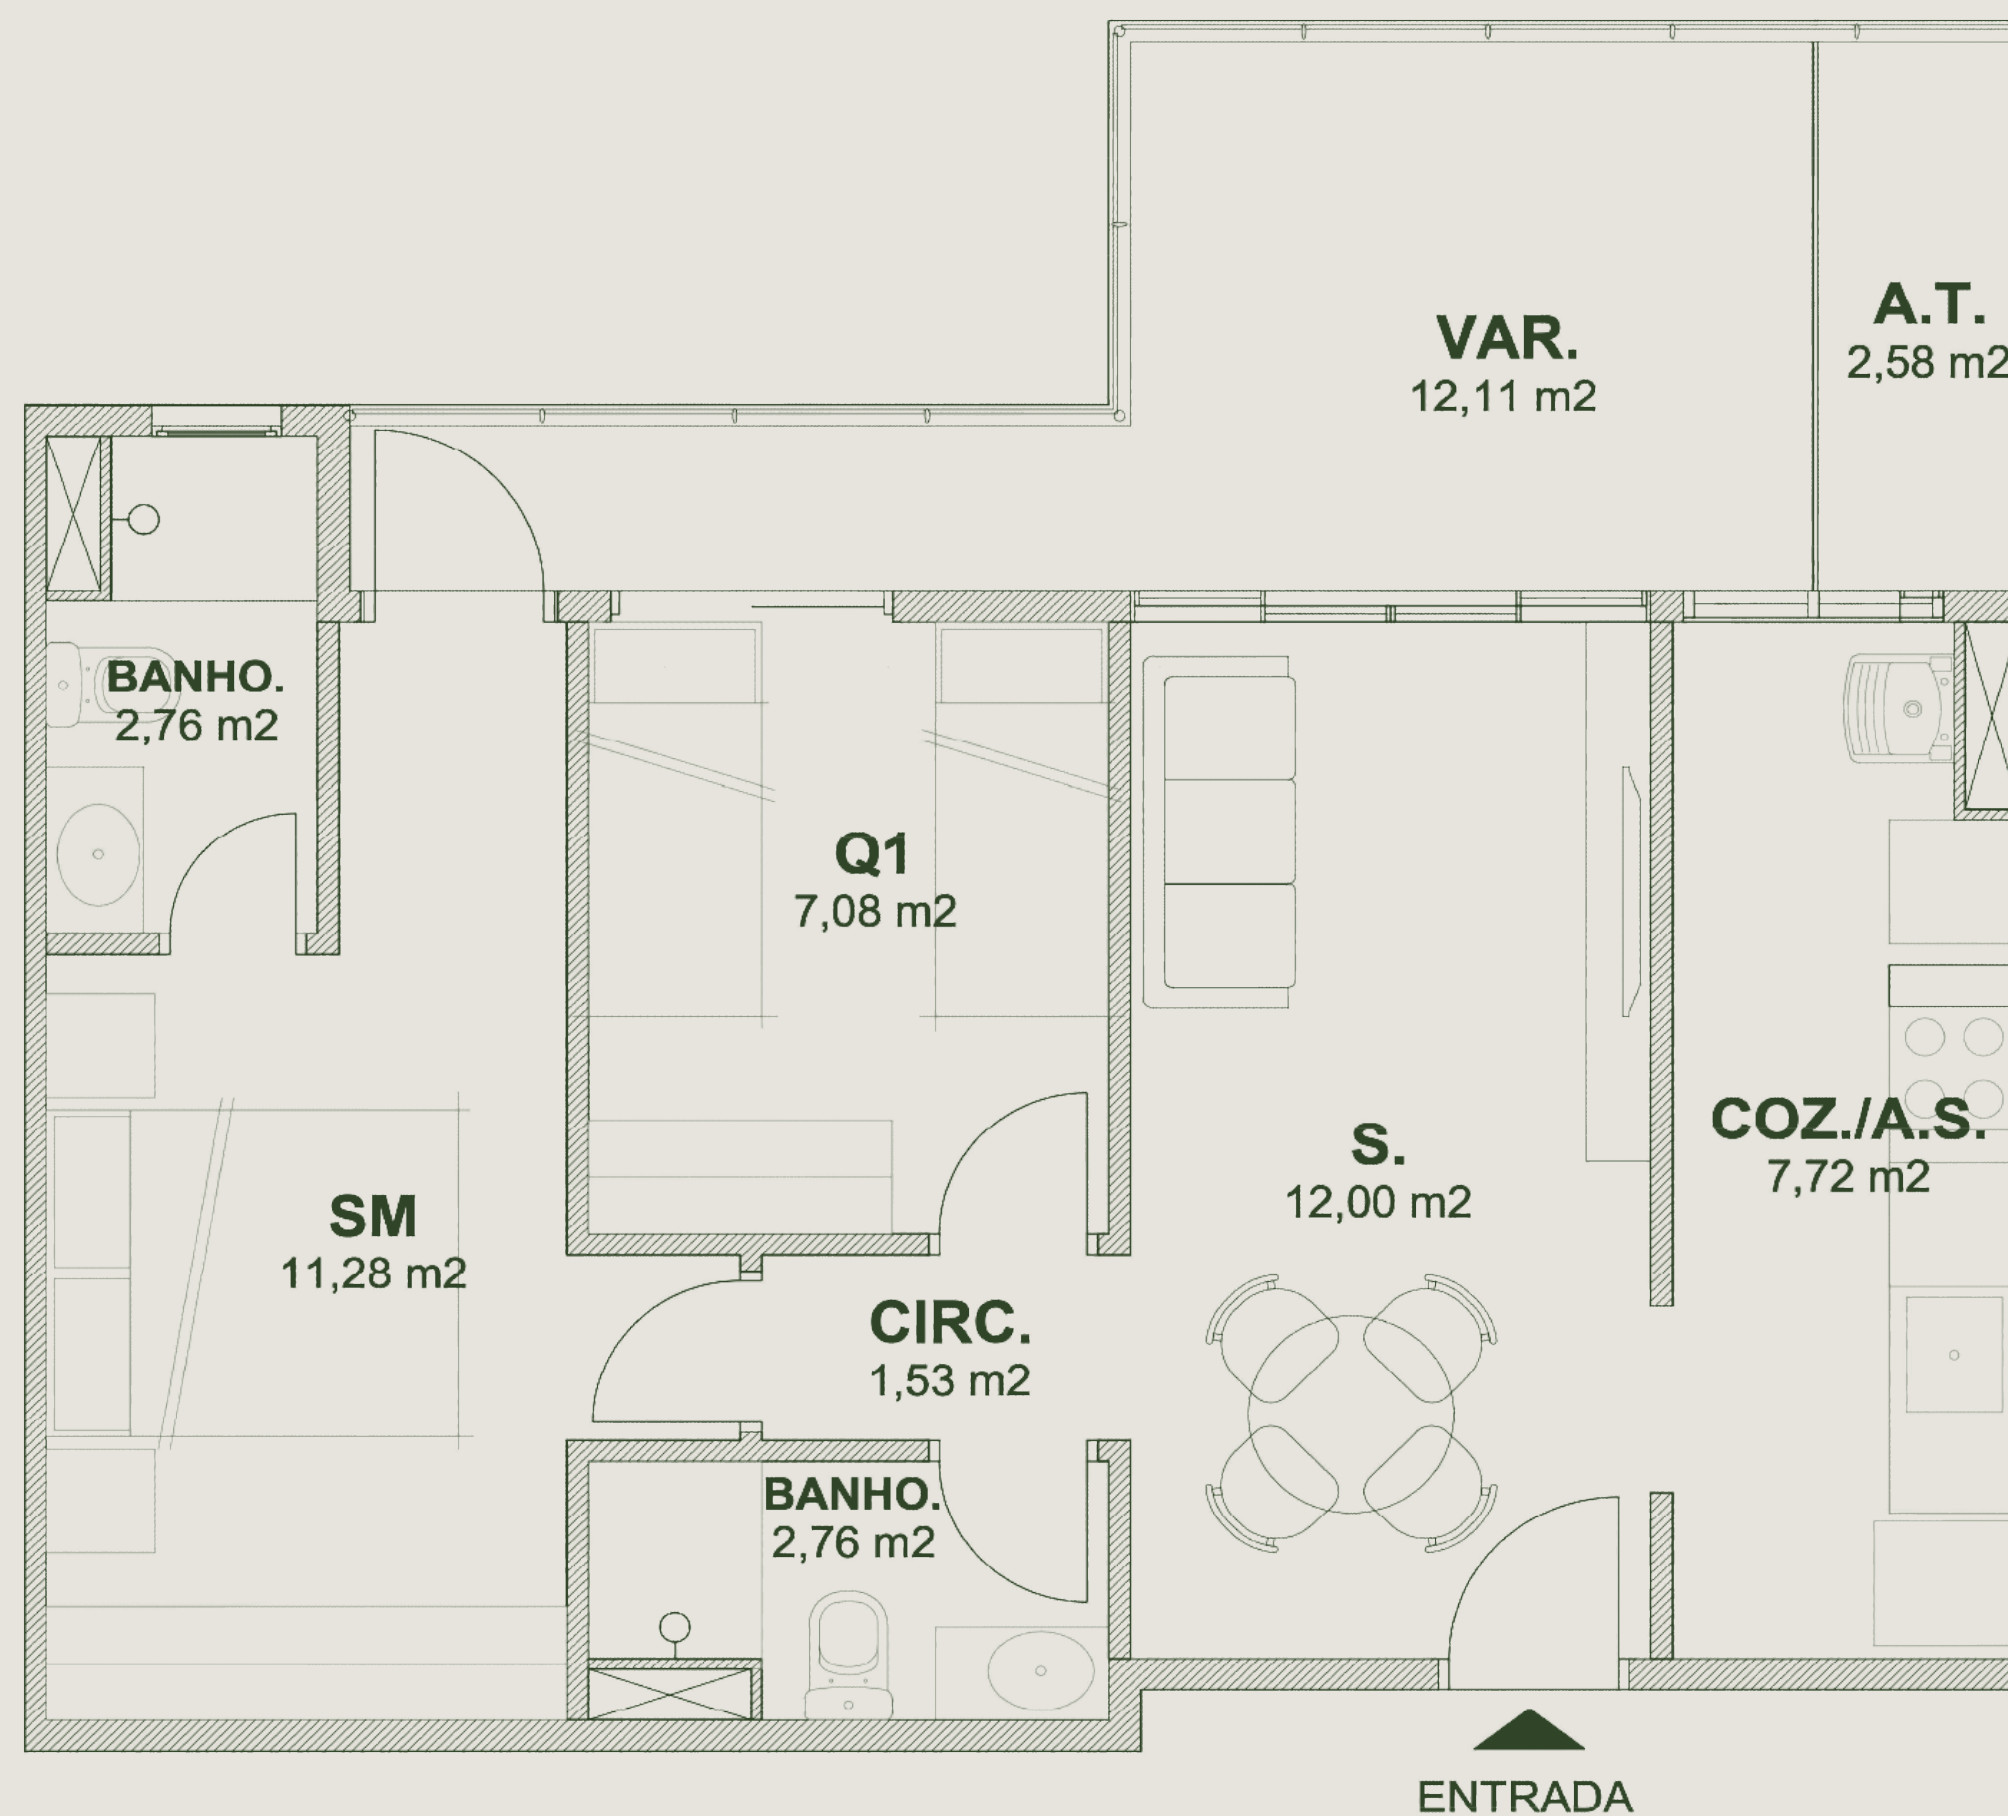 A.T.
2,58 m2
VAR.
12,11 m2
BANHO.
2,76 m2
Q1
7,08 m2
COZ./A.S.
7,72 m2
S.
12,00 m2
SM
11,28 m2
CIRC.
1,53 m2
BANHO.
2,76 m2
ENTRADA